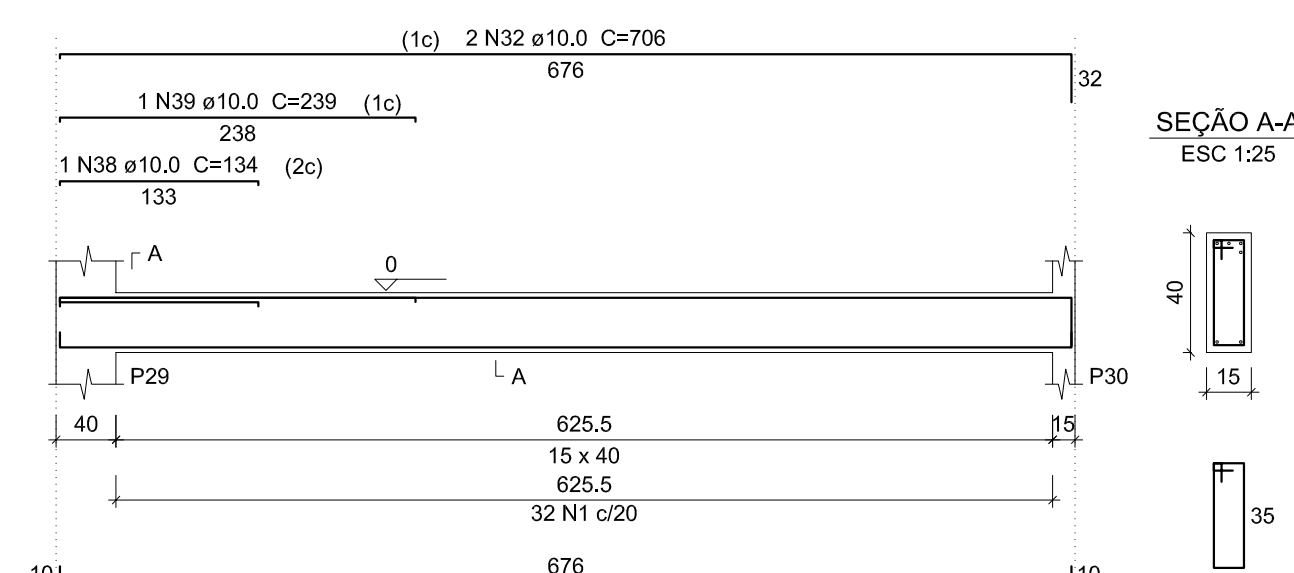 (1c) 2 N32 ø10.0 C=706
676
32
1 N39 ø10.0 C=239 (1c)
238
SEÇÃO A-A
ESC 1:25
1 N38 ø10.0 C=134 (2c)
133
A
0
40
P29
A
P30
15
40
625.5
15
15 x 40
625.5
32 N1 c/20
35
10
676
10